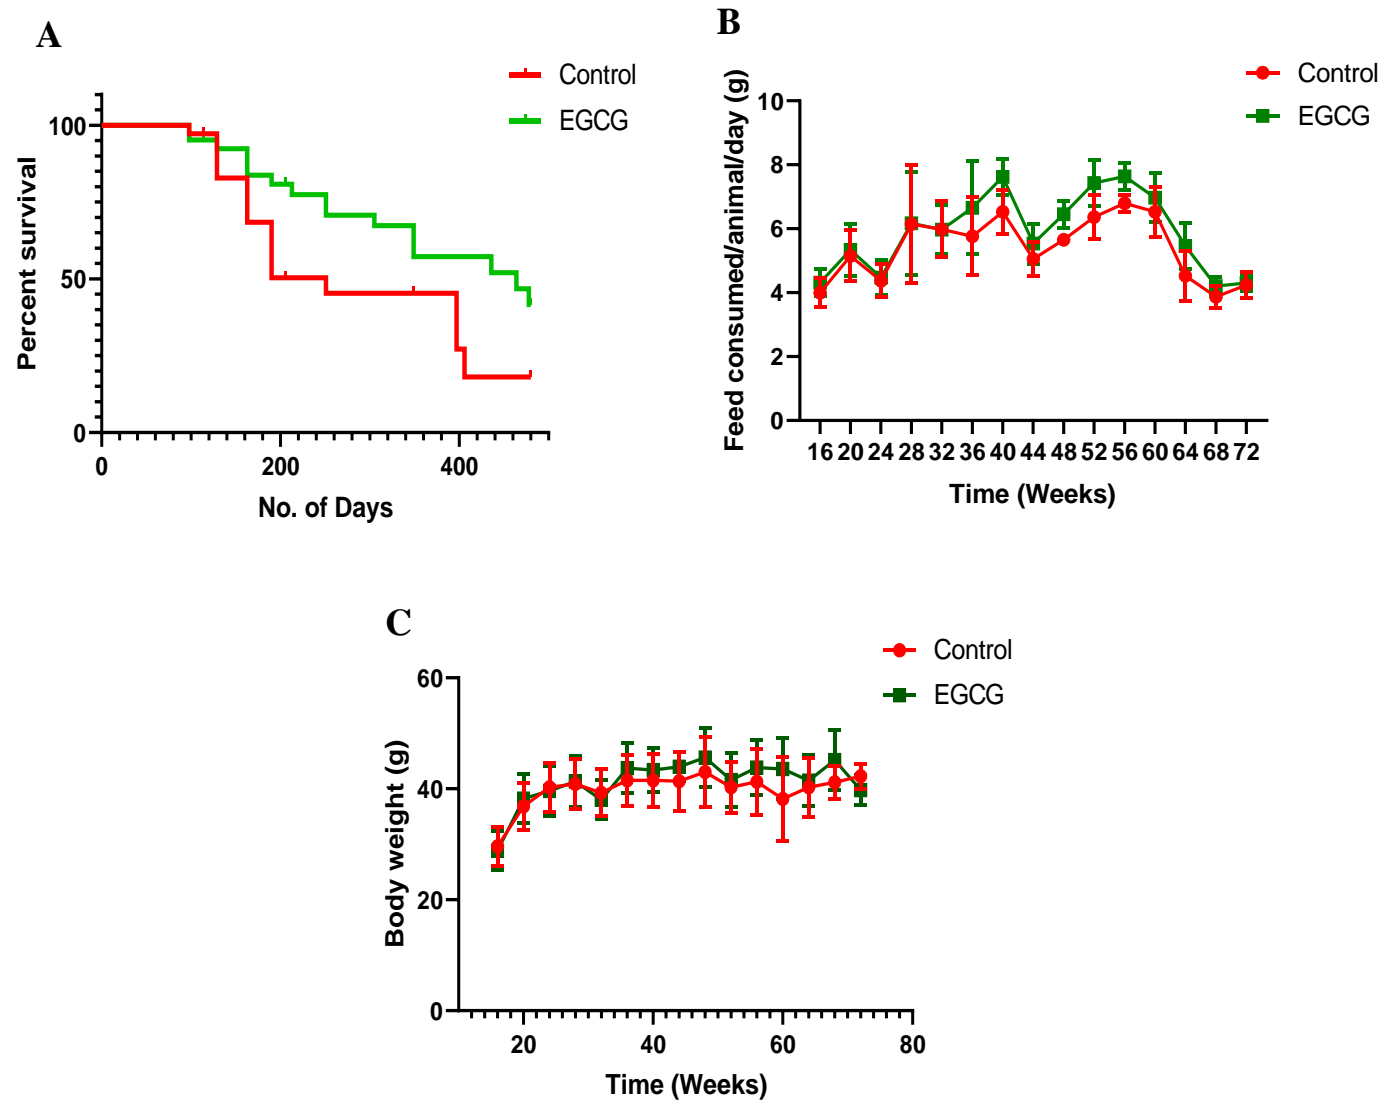 A
Control
EGCG
Percent survival
100
50
0
0 200 400
No. of Days
B
Control
EGCG
Feed consumed/animal/day (g)
10
8
6
4
2
0
16 20 24 28 32 36 40 44 48 52 56 60 64 68 72
Time (Weeks)
C
Control
EGCG
Body weight (g)
60
40
20
0
20 40 60 80
Time (Weeks)